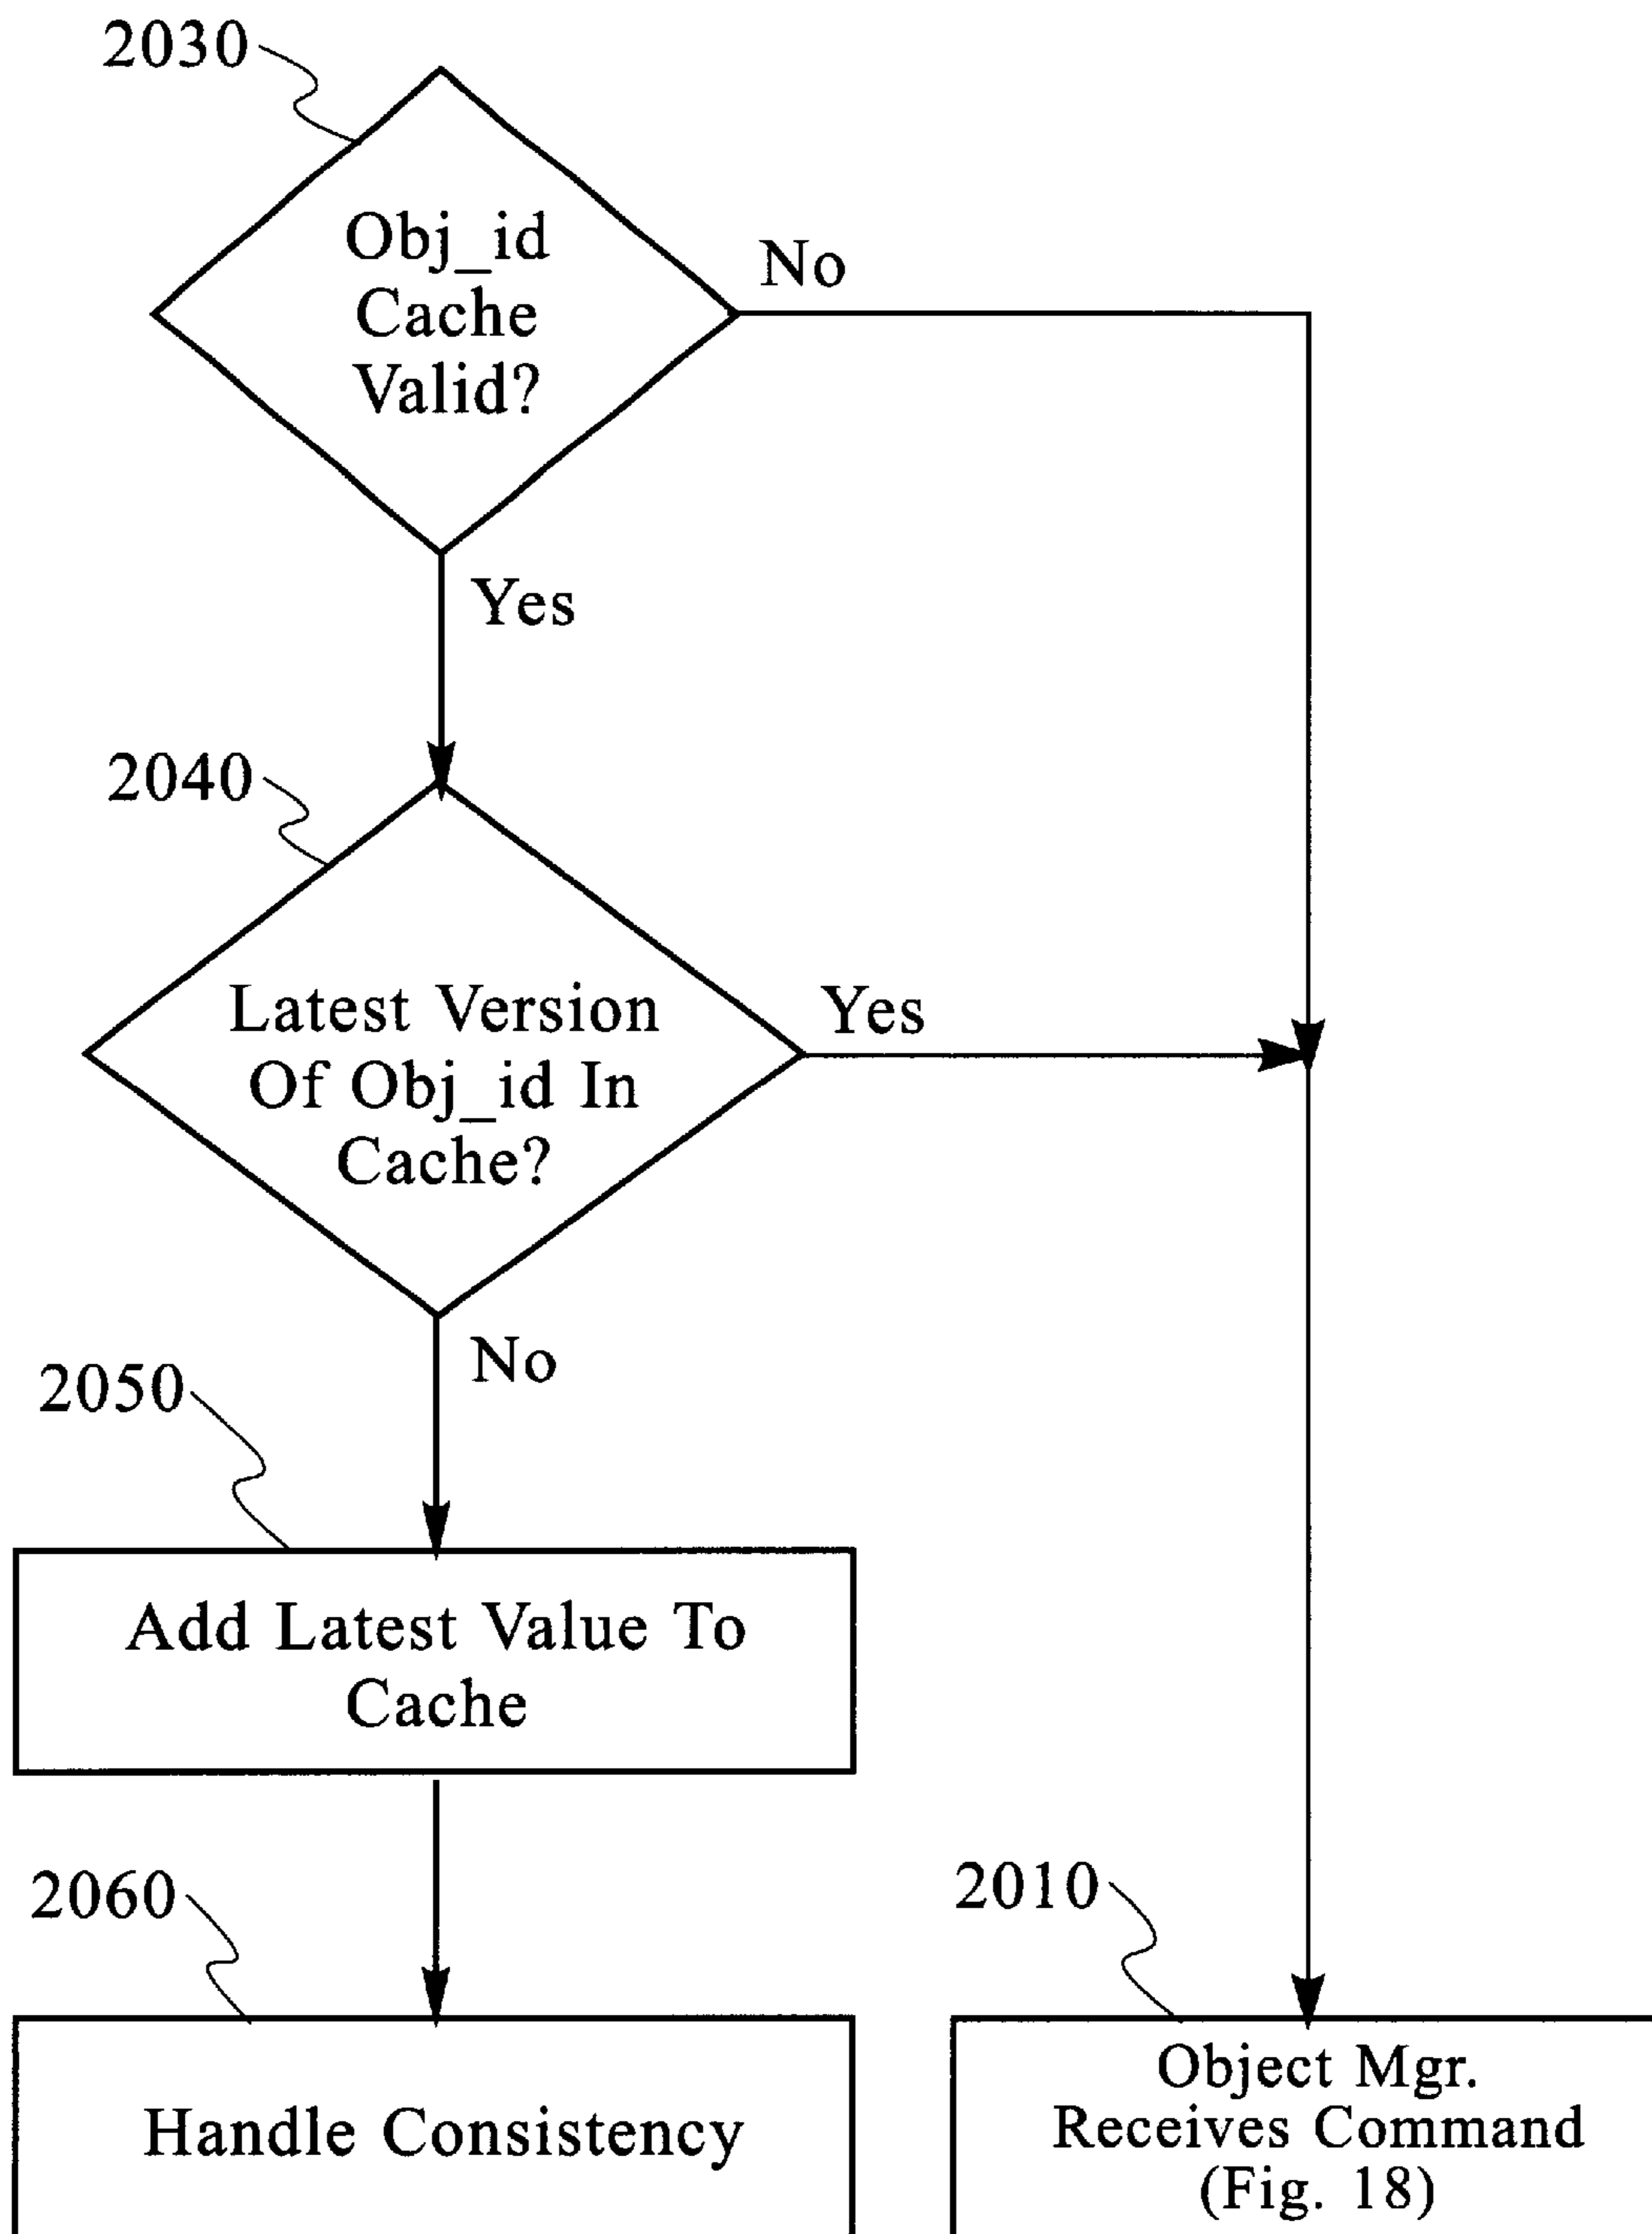 2030
Obj_id
Cache
Valid?
No
Yes
2040
Latest Version
Of Obj_id In
Cache?
Yes
No
2050
Add Latest Value To
Cache
2060
Handle Consistency
2010
Object Mgr.
Receives Command
(Fig. 18)